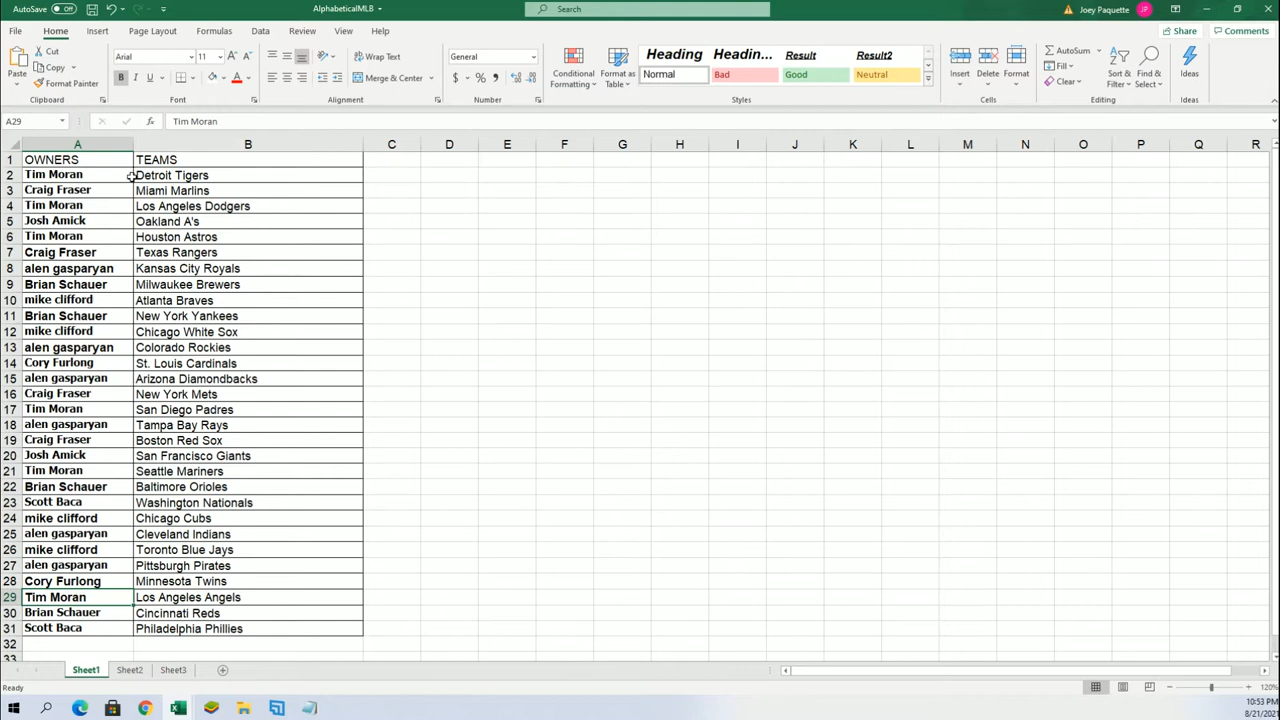 AutoSave Off AlphabeticalMLB Search Joey Paquette JP
File Home Insert Draw Page Layout Formulas Data Review View Help Share Comments
Paste Cut Copy Format Painter Clipboard
Arial 11 B I U A Font
Wrap Text Merge & Center Alignment
General $ % Number
Conditional Formatting Format as Table
Heading Headin... Result Result2
Normal Bad Good Neutral Styles
Insert Delete Format Cells
AutoSum Fill Clear Sort & Filter Find & Select Editing
Ideas Ideas
A29 fx Tim Moran
A B C D E F G H I J K L M N O P Q R
1 OWNERS TEAMS
2 Tim Moran Detroit Tigers
3 Craig Fraser Miami Marlins
4 Tim Moran Los Angeles Dodgers
5 Josh Amick Oakland A's
6 Tim Moran Houston Astros
7 Craig Fraser Texas Rangers
8 alen gasparyan Kansas City Royals
9 Brian Schauer Milwaukee Brewers
10 mike clifford Atlanta Braves
11 Brian Schauer New York Yankees
12 mike clifford Chicago White Sox
13 alen gasparyan Colorado Rockies
14 Cory Furlong St. Louis Cardinals
15 alen gasparyan Arizona Diamondbacks
16 Craig Fraser New York Mets
17 Tim Moran San Diego Padres
18 alen gasparyan Tampa Bay Rays
19 Craig Fraser Boston Red Sox
20 Josh Amick San Francisco Giants
21 Tim Moran Seattle Mariners
22 Brian Schauer Baltimore Orioles
23 Scott Baca Washington Nationals
24 mike clifford Chicago Cubs
25 alen gasparyan Cleveland Indians
26 mike clifford Toronto Blue Jays
27 alen gasparyan Pittsburgh Pirates
28 Cory Furlong Minnesota Twins
29 Tim Moran Los Angeles Angels
30 Brian Schauer Cincinnati Reds
31 Scott Baca Philadelphia Phillies
32
33
Sheet1 Sheet2 Sheet3
Ready 120%
10:53 PM